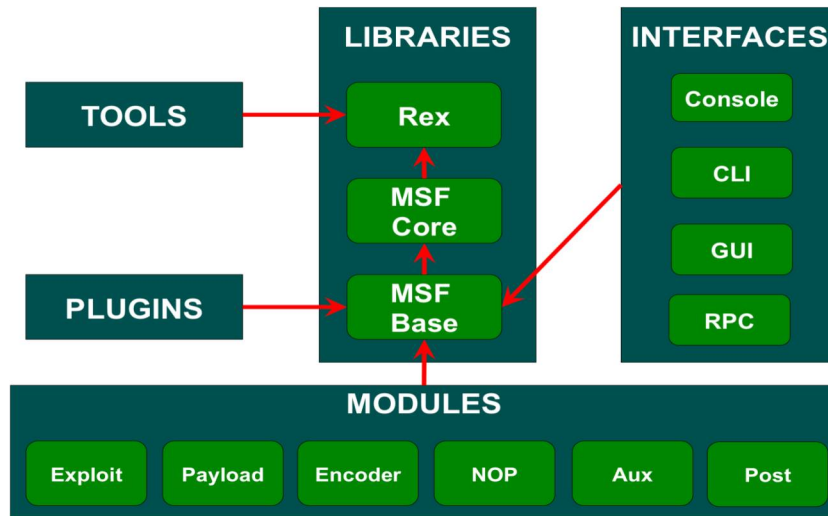 LIBRARIES
INTERFACES
TOOLS
Rex
Console
MSF
Core
CLI
PLUGINS
MSF
Base
GUI
RPC
MODULES
Exploit
Payload
Encoder
NOP
Aux
Post